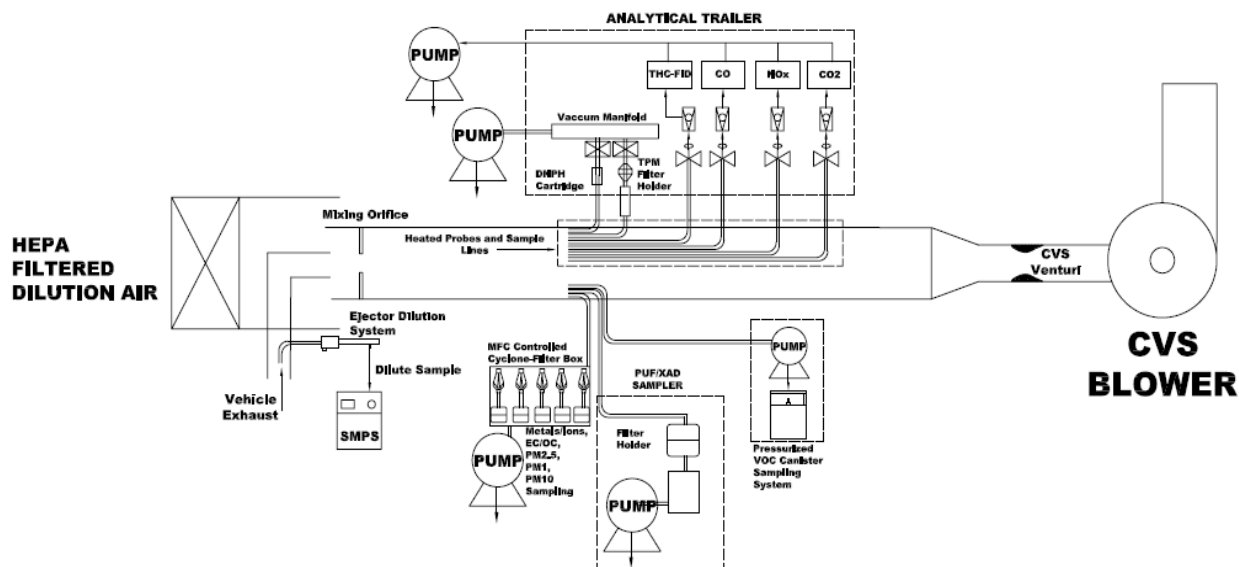 ANALYTICAL TRAILER
PUMP
THC-FID
CO
NOx
CO2
PUMP
Vaccum Manifold
DNPH
Cartridge
TPM
Filter
Holder
Mixing Orifice
Heated Probes and Sample
Lines
HEPA
FILTERED
DILUTION AIR
CVS
Venturi
CVS
BLOWER
Ejector Dilution
System
Dilute Sample
Vehicle
Exhaust
SMPS
MFC Controlled
Cyclone-Filter Box
Metals/Ions,
EC/OC,
PM2.5,
PM1,
PM10
Sampling
PUMP
PUF/XAD
SAMPLER
Filter
Holder
PUMP
PUMP
Pressurized
VOC Canister
Sampling
System